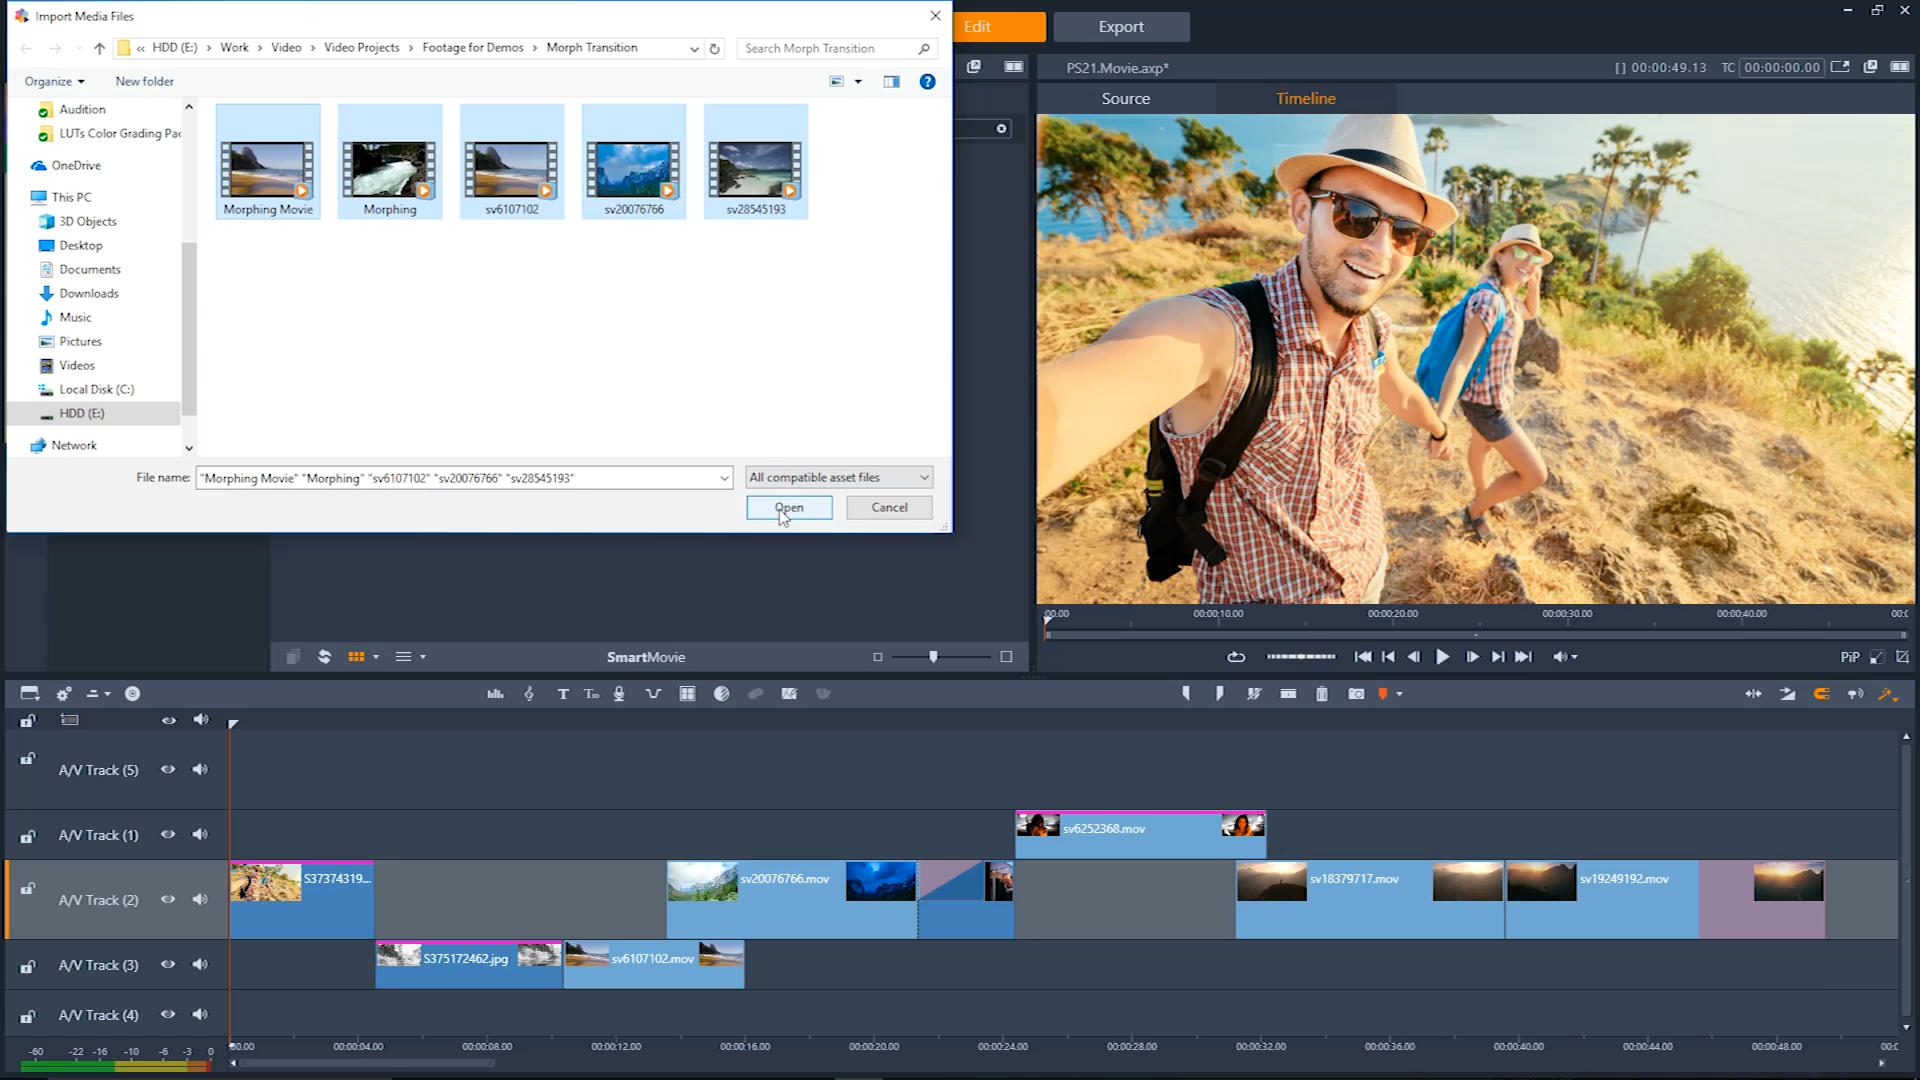 Import Media Files
« HDD (E:) › Work › Video › Video Projects › Footage for Demos › Morph Transition
Search Morph Transition
Organize
New folder
Audition
LUTs Color Grading Pac
OneDrive
This PC
3D Objects
Desktop
Documents
Downloads
Music
Pictures
Videos
Local Disk (C:)
HDD (E:)
Network
Morphing Movie
Morphing
sv6107102
sv20076766
sv28545193
File name:
"Morphing Movie" "Morphing" "sv6107102" "sv20076766" "sv28545193"
All compatible asset files
Open
Cancel
Edit
Export
PS21.Movie.axp*
[] 00:00:49.13
TC 00:00:00.00
Source
Timeline
:00.00
00:00:10.00
00:00:20.00
00:00:30.00
00:00:40.00
00:(
SmartMovie
PiP
A/V Track (5)
A/V Track (1)
sv6252368.mov
A/V Track (2)
S37374319...
sv20076766.mov
sv18379717.mov
sv19249192.mov
A/V Track (3)
S375172462.jpg
sv6107102.mov
A/V Track (4)
-60 -22 -16 -10 -6 -3 0
:00.00
00:00:04.00
00:00:08.00
00:00:12.00
00:00:16.00
00:00:20.00
00:00:24.00
00:00:28.00
00:00:32.00
00:00:36.00
00:00:40.00
00:00:44.00
00:00:48.00
00:(